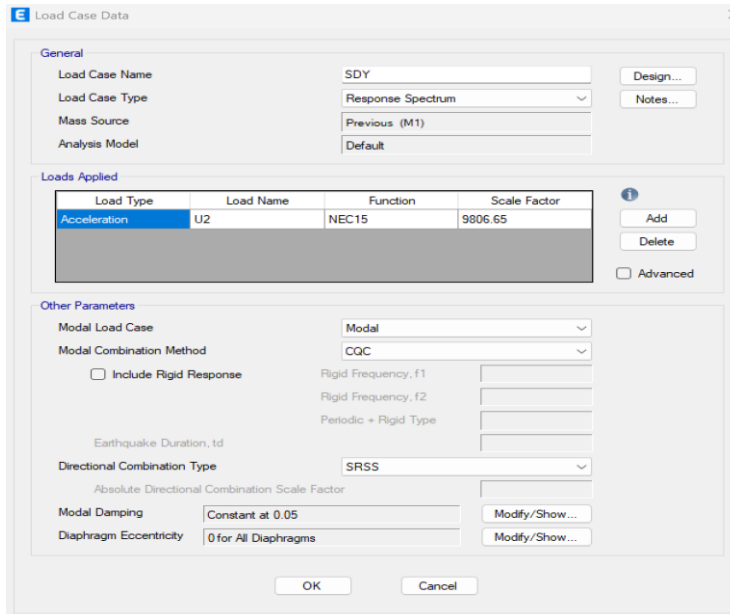 E Load Case Data
General
Load Case Name SDY Design...
Load Case Type Response Spectrum Notes...
Mass Source Previous (M1)
Analysis Model Default
Loads Applied
Load Type Load Name Function Scale Factor
Acceleration U2 NEC15 9806.65 Add
Delete
Advanced
Other Parameters
Modal Load Case Modal
Modal Combination Method CQC
Include Rigid Response Rigid Frequency, f1
Rigid Frequency, f2
Periodic + Rigid Type
Earthquake Duration, td
Directional Combination Type SRSS
Absolute Directional Combination Scale Factor
Modal Damping Constant at 0.05 Modify/Show...
Diaphragm Eccentricity 0 for All Diaphragms Modify/Show...
OK Cancel